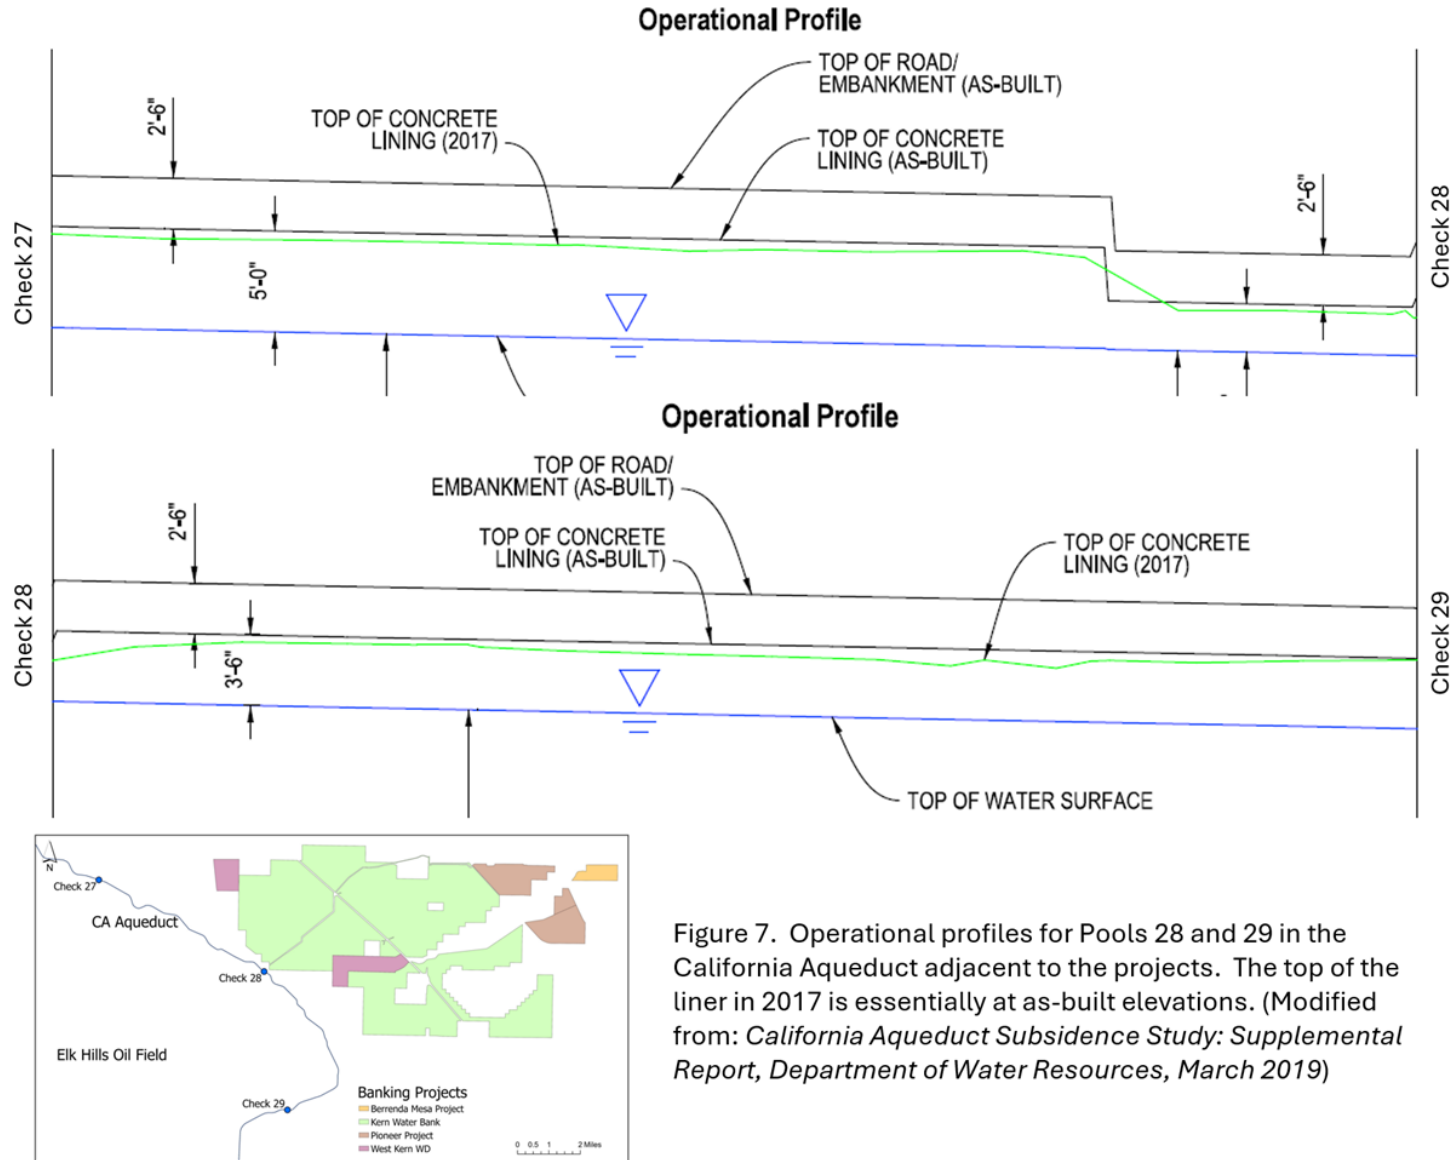 Operational Profile
TOP OF ROAD/
EMBANKMENT (AS-BUILT)
2'-6"
TOP OF CONCRETE
LINING (2017)
TOP OF CONCRETE
LINING (AS-BUILT)
2'-6"
Check 27
5'-0"
Check 28
Operational Profile
TOP OF ROAD/
EMBANKMENT (AS-BUILT)
2'-6"
TOP OF CONCRETE
LINING (AS-BUILT)
TOP OF CONCRETE
LINING (2017)
Check 28
3'-6"
Check 29
TOP OF WATER SURFACE
N
Check 27
CA Aqueduct
Check 28
Elk Hills Oil Field
Check 29
Banking Projects
Berrenda Mesa Project
Kern Water Bank
Pioneer Project
West Kern WD
0 0.5 1 2 Miles
Figure 7. Operational profiles for Pools 28 and 29 in the
California Aqueduct adjacent to the projects. The top of the
liner in 2017 is essentially at as-built elevations. (Modified
from: California Aqueduct Subsidence Study: Supplemental
Report, Department of Water Resources, March 2019)